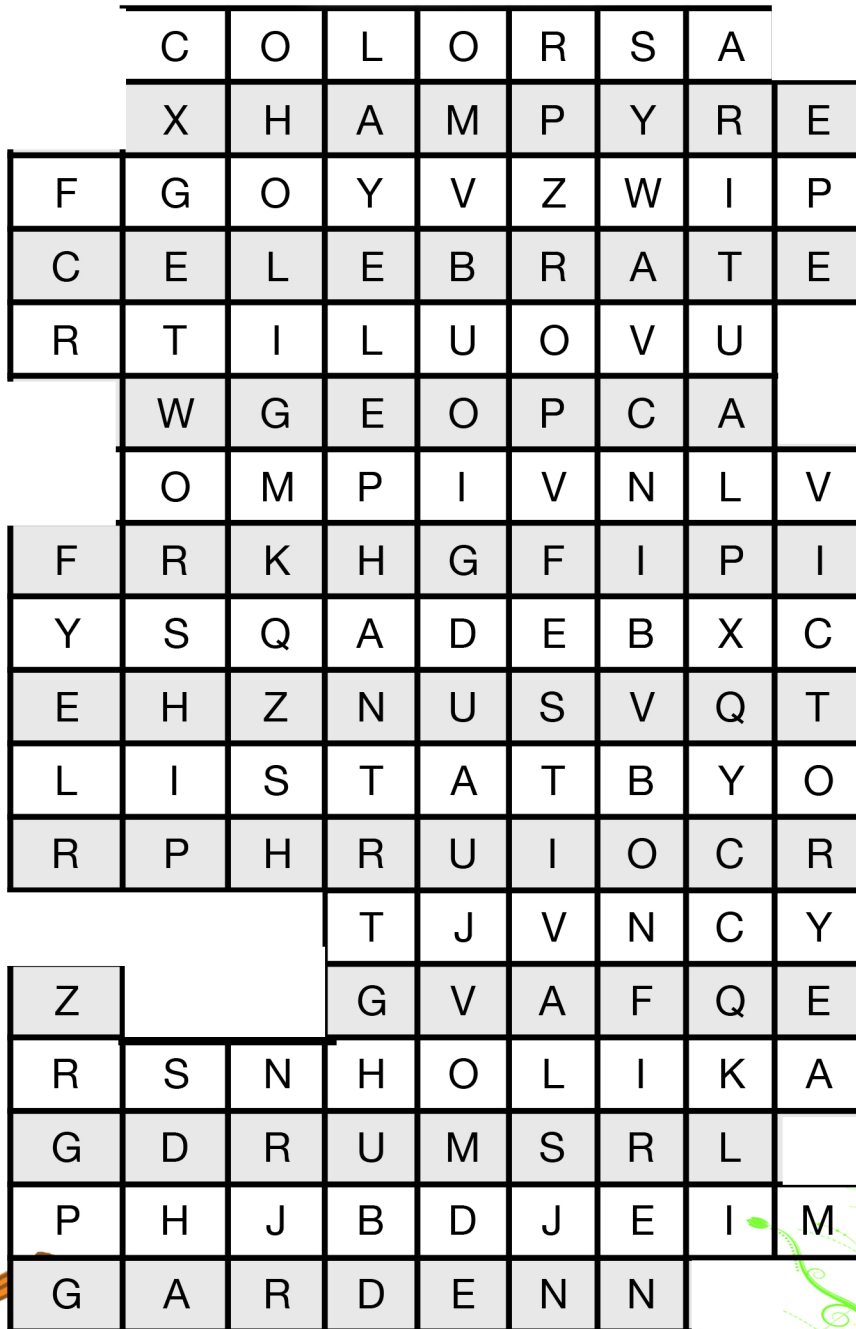 C O L O R S A
X H A M P Y R E
F G O Y V Z W I P
C E L E B R A T E
R T I L U O V U
W G E O P C A
O M P I V N L V
F R K H G F I P I
Y S Q A D E B X C
E H Z N U S V Q T
L I S T A T B Y O
R P H R U I O C R
T J V N C Y
Z G V A F Q E
R S N H O L I K A
G D R U M S R L
P H J B D J E I M
G A R D E N N